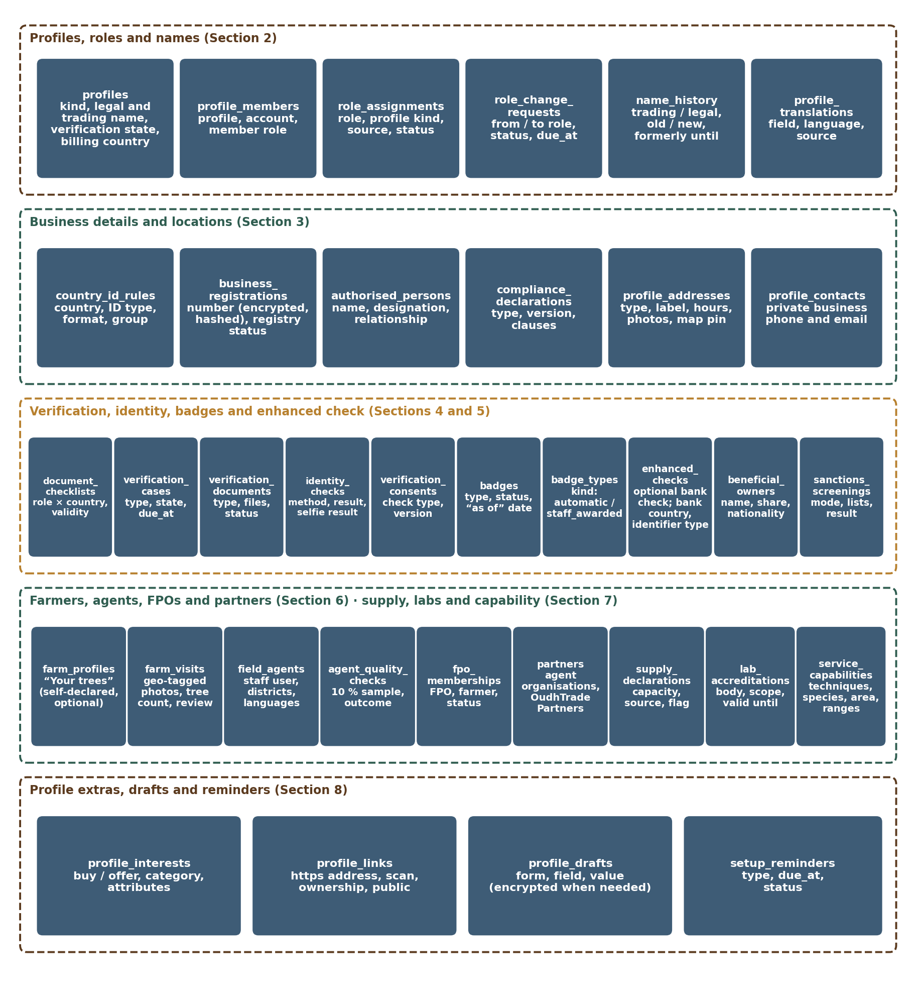 Profiles, roles and names (Section 2)
profiles
kind, legal and
trading name,
verification state,
billing country
profile_members
profile, account,
member role
role_assignments
role, profile kind,
source, status
role_change_
requests
from / to role,
status, due_at
name_history
trading / legal,
old / new,
formerly until
profile_
translations
field, language,
source
Business details and locations (Section 3)
country_id_rules
country, ID type,
format, group
business_
registrations
number (encrypted,
hashed), registry
status
authorised_persons
name, designation,
relationship
compliance_
declarations
type, version,
clauses
profile_addresses
type, label, hours,
photos, map pin
profile_contacts
private business
phone and email
Verification, identity, badges and enhanced check (Sections 4 and 5)
document_
checklists
role × country,
validity
verification_
cases
type, state,
due_at
verification_
documents
type, files,
status
identity_
checks
method, result,
selfie result
verification_
consents
check type,
version
badges
type, status,
“as of” date
badge_types
kind:
automatic /
staff_awarded
enhanced_
checks
optional bank
check; bank
country,
identifier type
beneficial_
owners
name, share,
nationality
sanctions_
screenings
mode, lists,
result
Farmers, agents, FPOs and partners (Section 6) · supply, labs and capability (Section 7)
farm_profiles
“Your trees”
(self-declared,
optional)
farm_visits
geo-tagged
photos, tree
count, review
field_agents
staff user,
districts,
languages
agent_quality_
checks
10 % sample,
outcome
fpo_
memberships
FPO, farmer,
status
partners
agent
organisations,
OudhTrade
Partners
supply_
declarations
capacity,
source, flag
lab_
accreditations
body, scope,
valid until
service_
capabilities
techniques,
species, area,
ranges
Profile extras, drafts and reminders (Section 8)
profile_interests
buy / offer, category,
attributes
profile_links
https address, scan,
ownership, public
profile_drafts
form, field, value
(encrypted when needed)
setup_reminders
type, due_at,
status